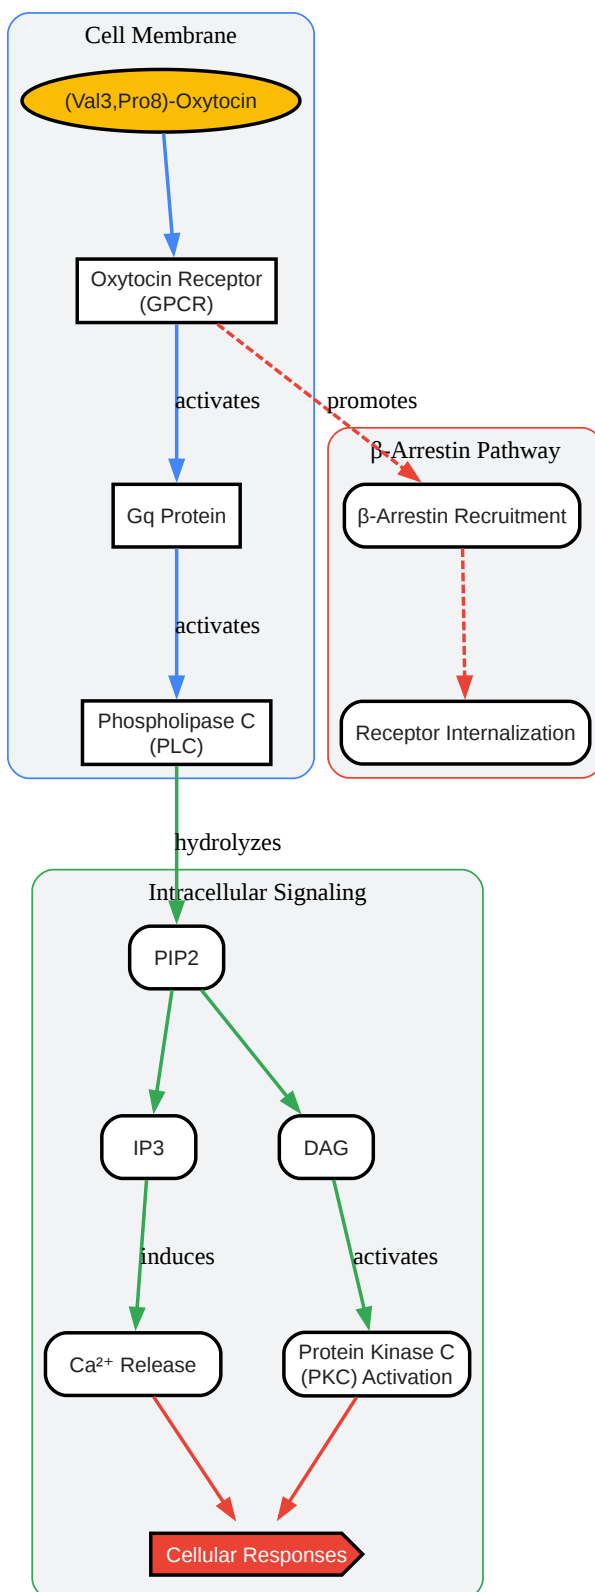 Cell Membrane
(Val3,Pro8)-Oxytocin
Oxytocin Receptor
(GPCR)
activates
promotes
β-Arrestin Pathway
Gq Protein
β-Arrestin Recruitment
activates
Phospholipase C
(PLC)
Receptor Internalization
hydrolyzes
Intracellular Signaling
PIP2
IP3
DAG
induces
activates
Ca²⁺ Release
Protein Kinase C
(PKC) Activation
Cellular Responses